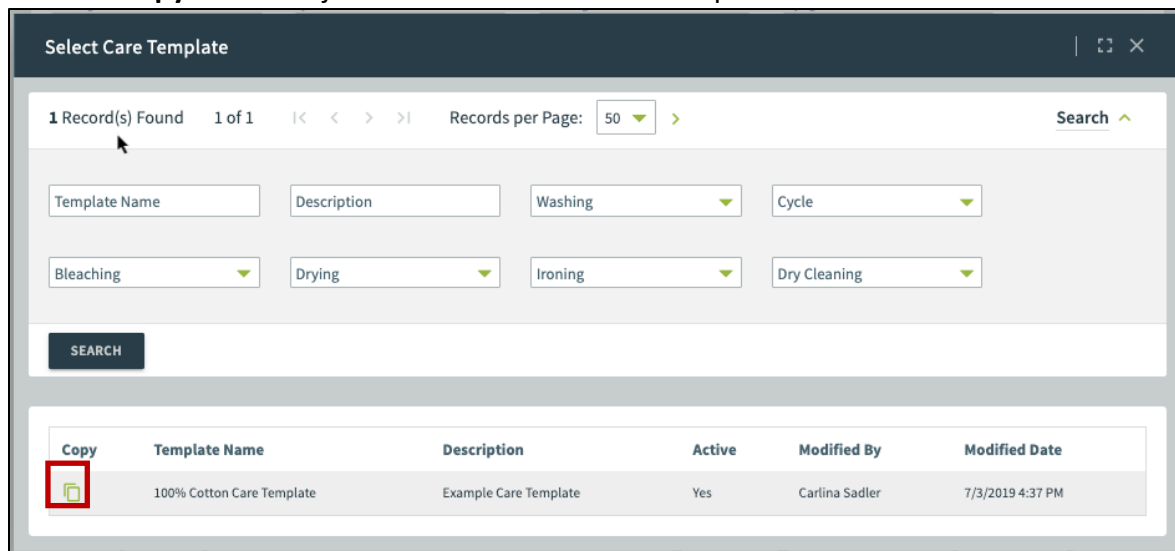 Select Care Template
1 Record(s) Found 1 of 1 Records per Page: 50 Search
Template Name Description Washing Cycle
Bleaching Drying Ironing Dry Cleaning
SEARCH
Copy Template Name Description Active Modified By Modified Date
100% Cotton Care Template Example Care Template Yes Carlina Sadler 7/3/2019 4:37 PM